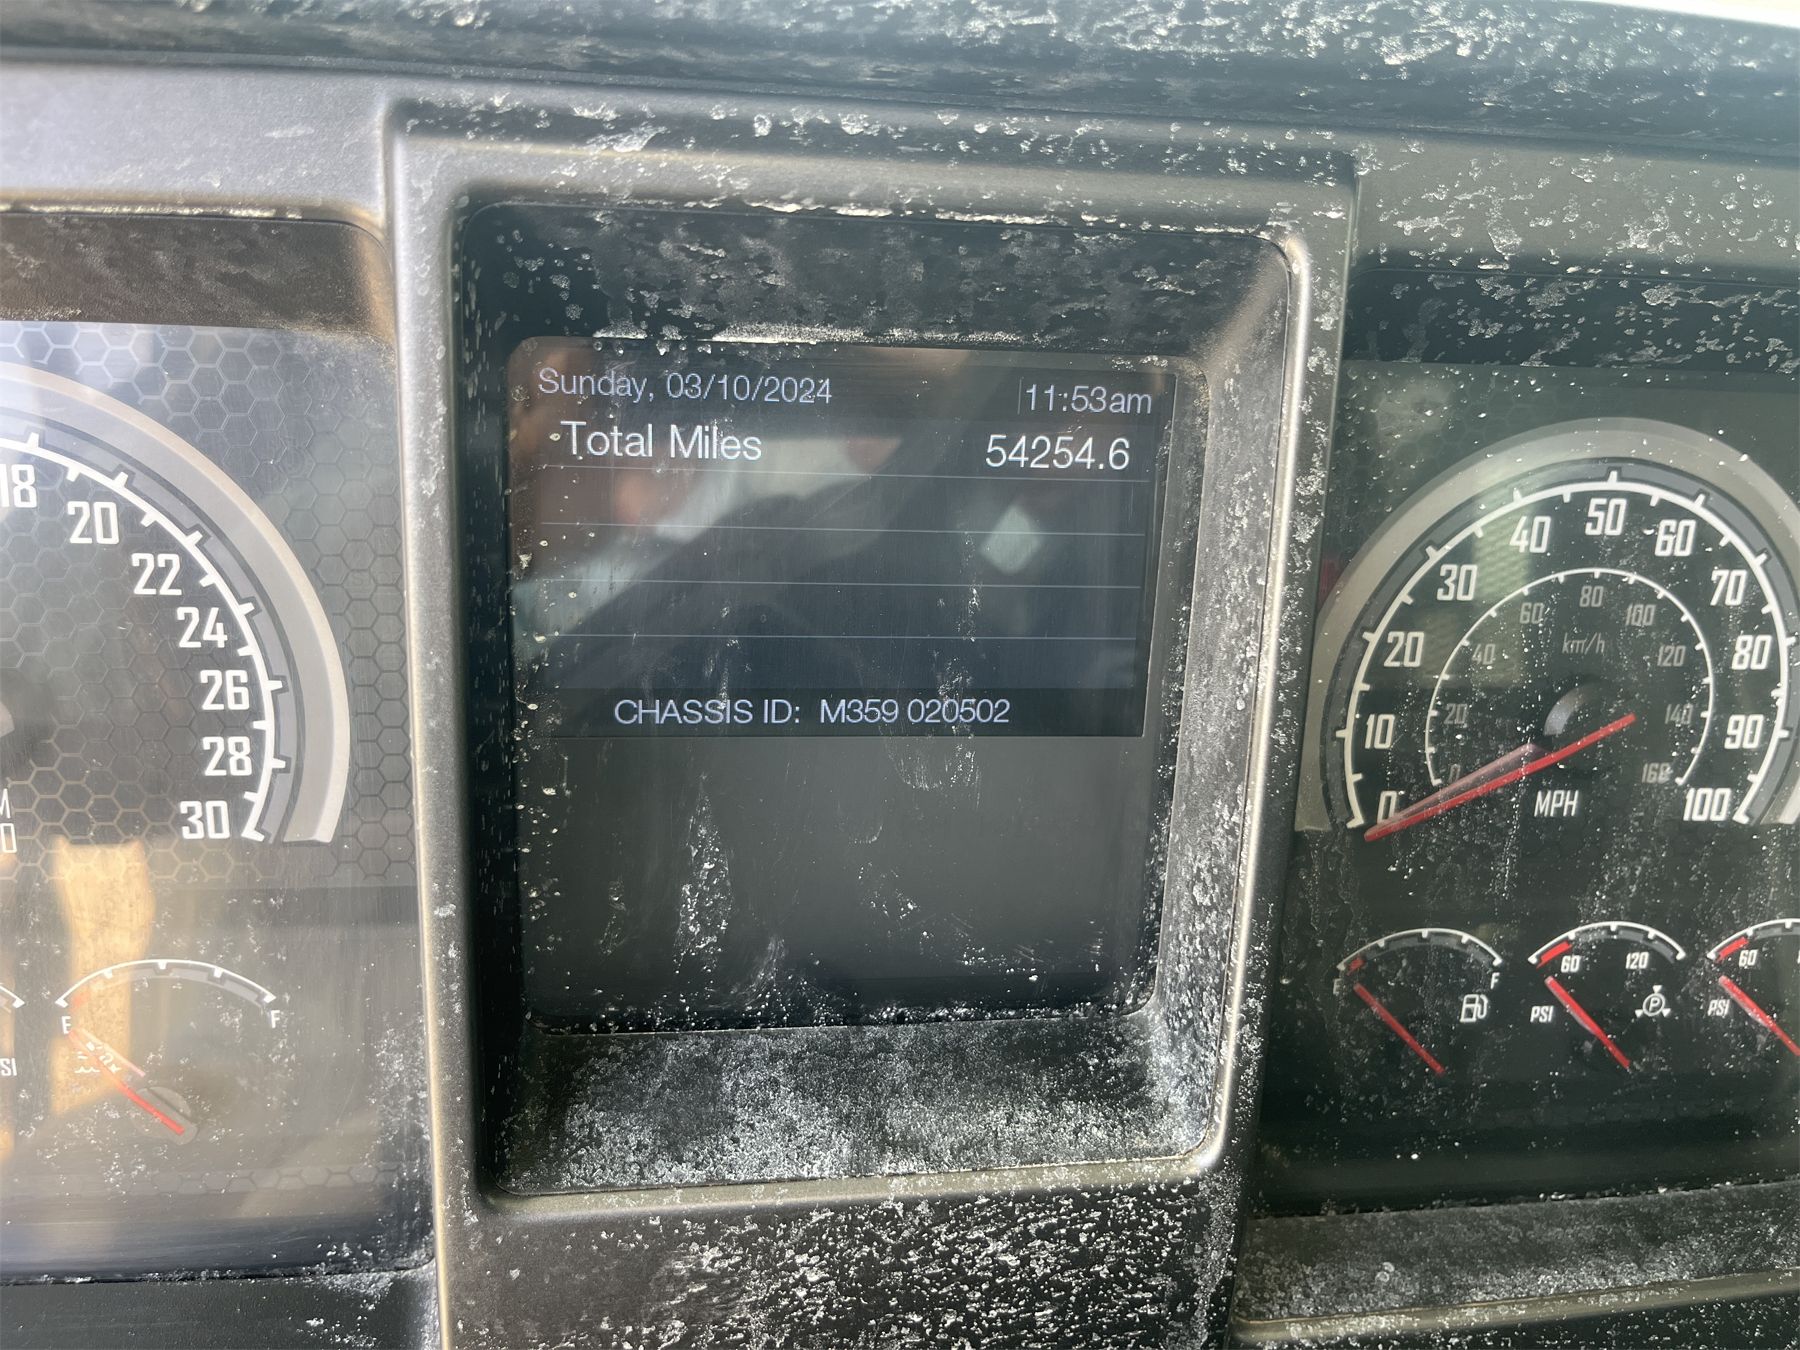 Sunday, 03/10/2024 11:53am
Total Miles 54254.6
CHASSIS ID: M359 020502
18
20
22
24
26
28
30
E F
0 10 20 30 40 50 60 70 80 90 100
MPH
0 20 40 60 80 100 120 140 160
km/h
E F
60 120
PSI
P
60
PSI